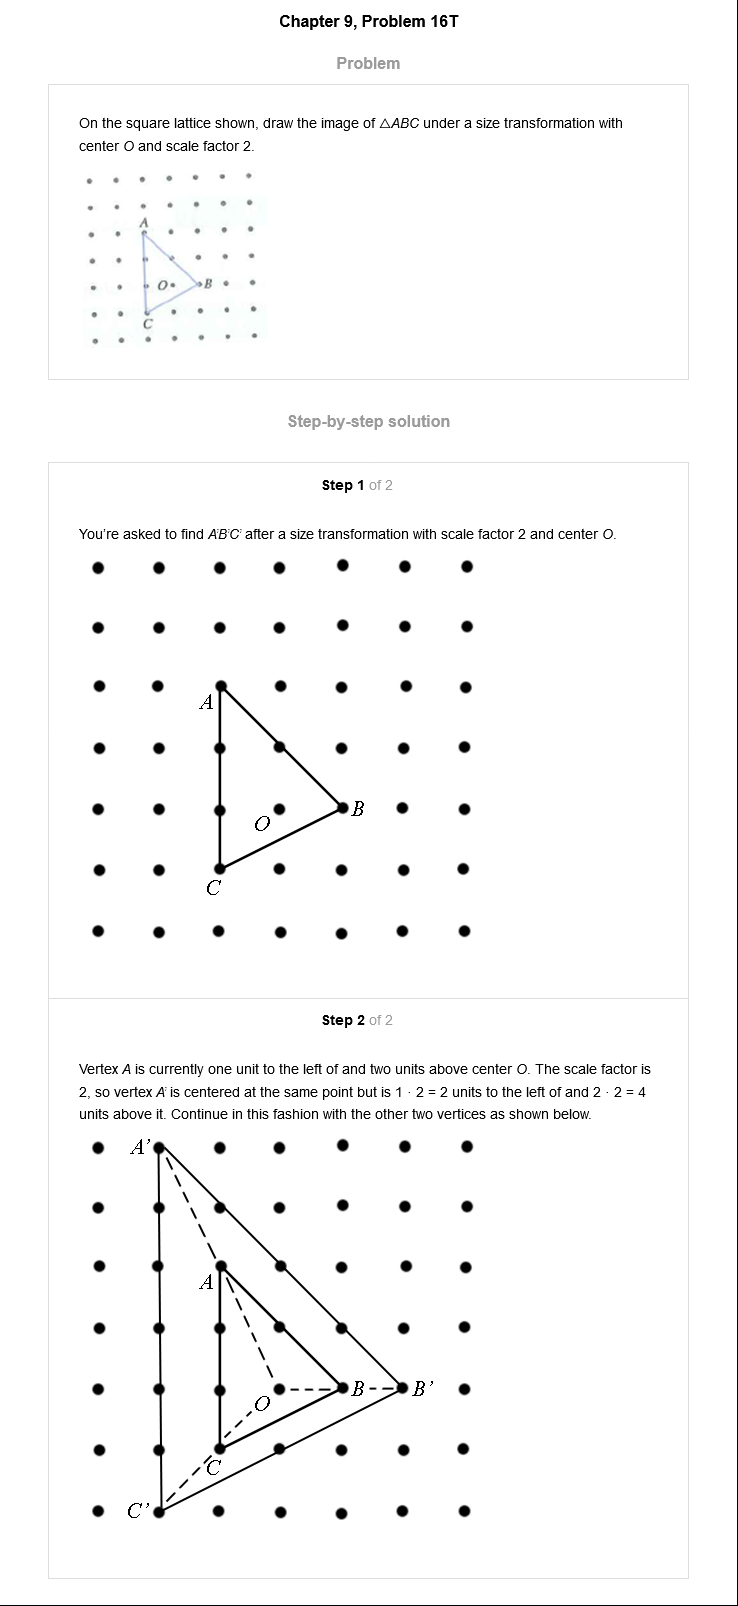 Chapter 9, Problem 16T
Problem
On the square lattice shown, draw the image of △ABC under a size transformation with
center O and scale factor 2.
A
O
B
C
Step-by-step solution
Step 1 of 2
You're asked to find A'B'C' after a size transformation with scale factor 2 and center O.
A
B
O
C
Step 2 of 2
Vertex A is currently one unit to the left of and two units above center O. The scale factor is
2, so vertex A' is centered at the same point but is 1 · 2 = 2 units to the left of and 2 · 2 = 4
units above it. Continue in this fashion with the other two vertices as shown below.
A’
A
B
B’
O
C
C’